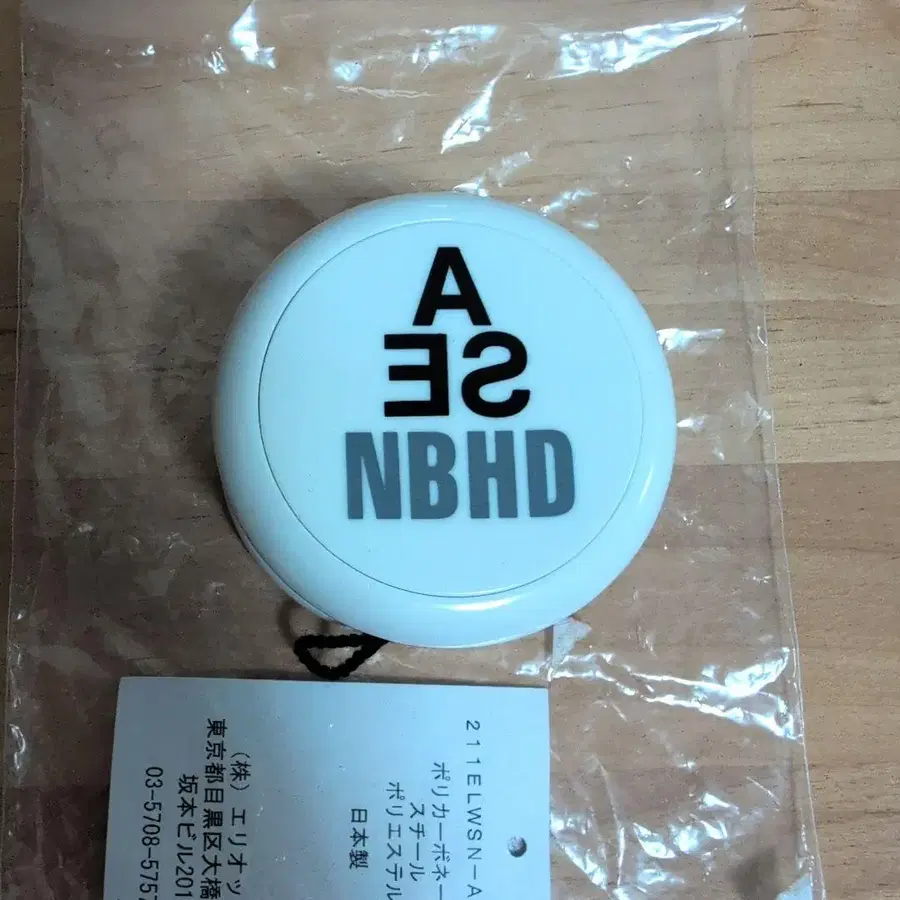 A
SE
NBHD
211ELWSN-A
ポリカーボネー
スチール
ポリエステル
日本製
(株)エリオッ
東京都目黒区大橋
坂本ビル201
03-5708-5757